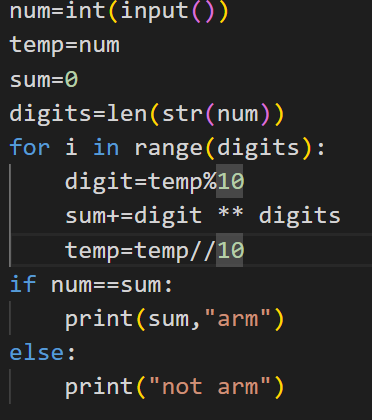 num=int(input())
temp=num
sum=0
digits=len(str(num))
for i in range(digits):
    digit=temp%10
    sum+=digit ** digits
    temp=temp//10
if num==sum:
    print(sum,"arm")
else:
    print("not arm")